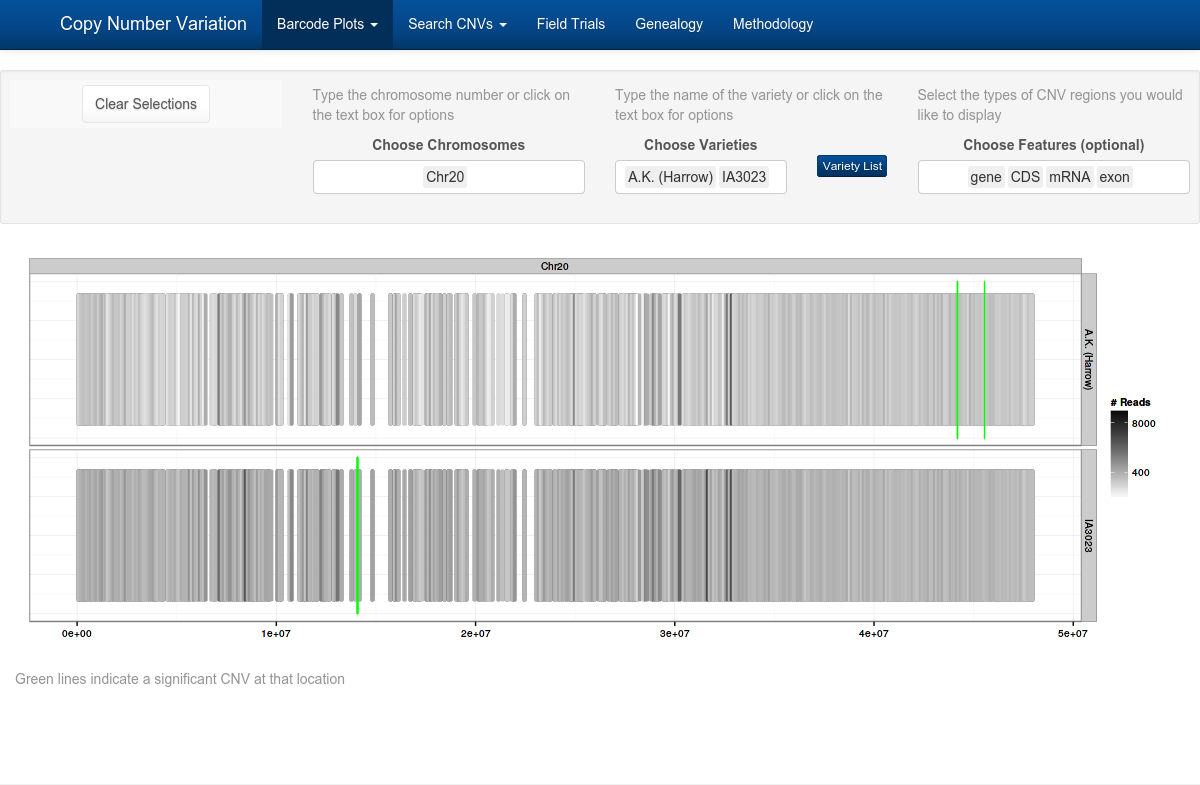 Copy Number Variation Barcode Plots Search CNVs Field Trials Genealogy Methodology
Clear Selections
Type the chromosome number or click on
the text box for options
Choose Chromosomes
Chr20
Type the name of the variety or click on the
text box for options
Choose Varieties
A.K. (Harrow) IA3023
Variety List
Select the types of CNV regions you would
like to display
Choose Features (optional)
gene CDS mRNA exon
Chr20
A.K. (Harrow)
IA3023
# Reads
8000
400
0e+00 1e+07 2e+07 3e+07 4e+07 5e+07
Green lines indicate a significant CNV at that location